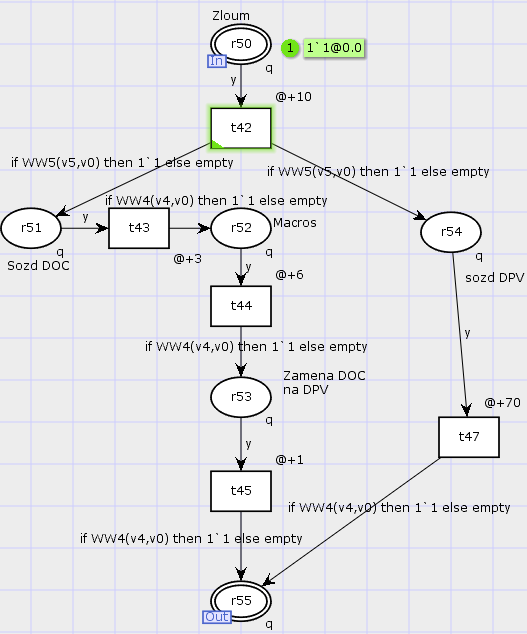 Zloum
r50
In
q
1
1`1@0.0
y
@+10
t42
if WW5(v5,v0) then 1`1 else empty
if WW5(v5,v0) then 1`1 else empty
if WW4(v4,v0) then 1`1 else empty
r51
y
t43
r52
Macros
r54
q
Sozd DOC
@+3
q
q
sozd DPV
y
@+6
t44
if WW4(v4,v0) then 1`1 else empty
y
Zamena DOC
na DPV
r53
q
@+70
t47
y
@+1
t45
if WW4(v4,v0) then 1`1 else empty
if WW4(v4,v0) then 1`1 else empty
r55
Out
q